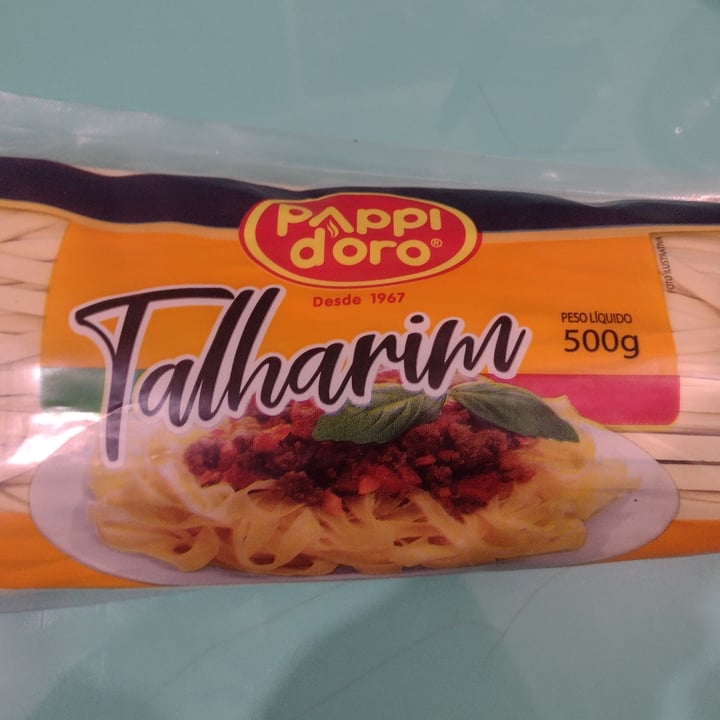 PAPPI
d'oro®
Desde 1967
Talharim
PESO LÍQUIDO
500g
FOTO ILUSTRATIVA